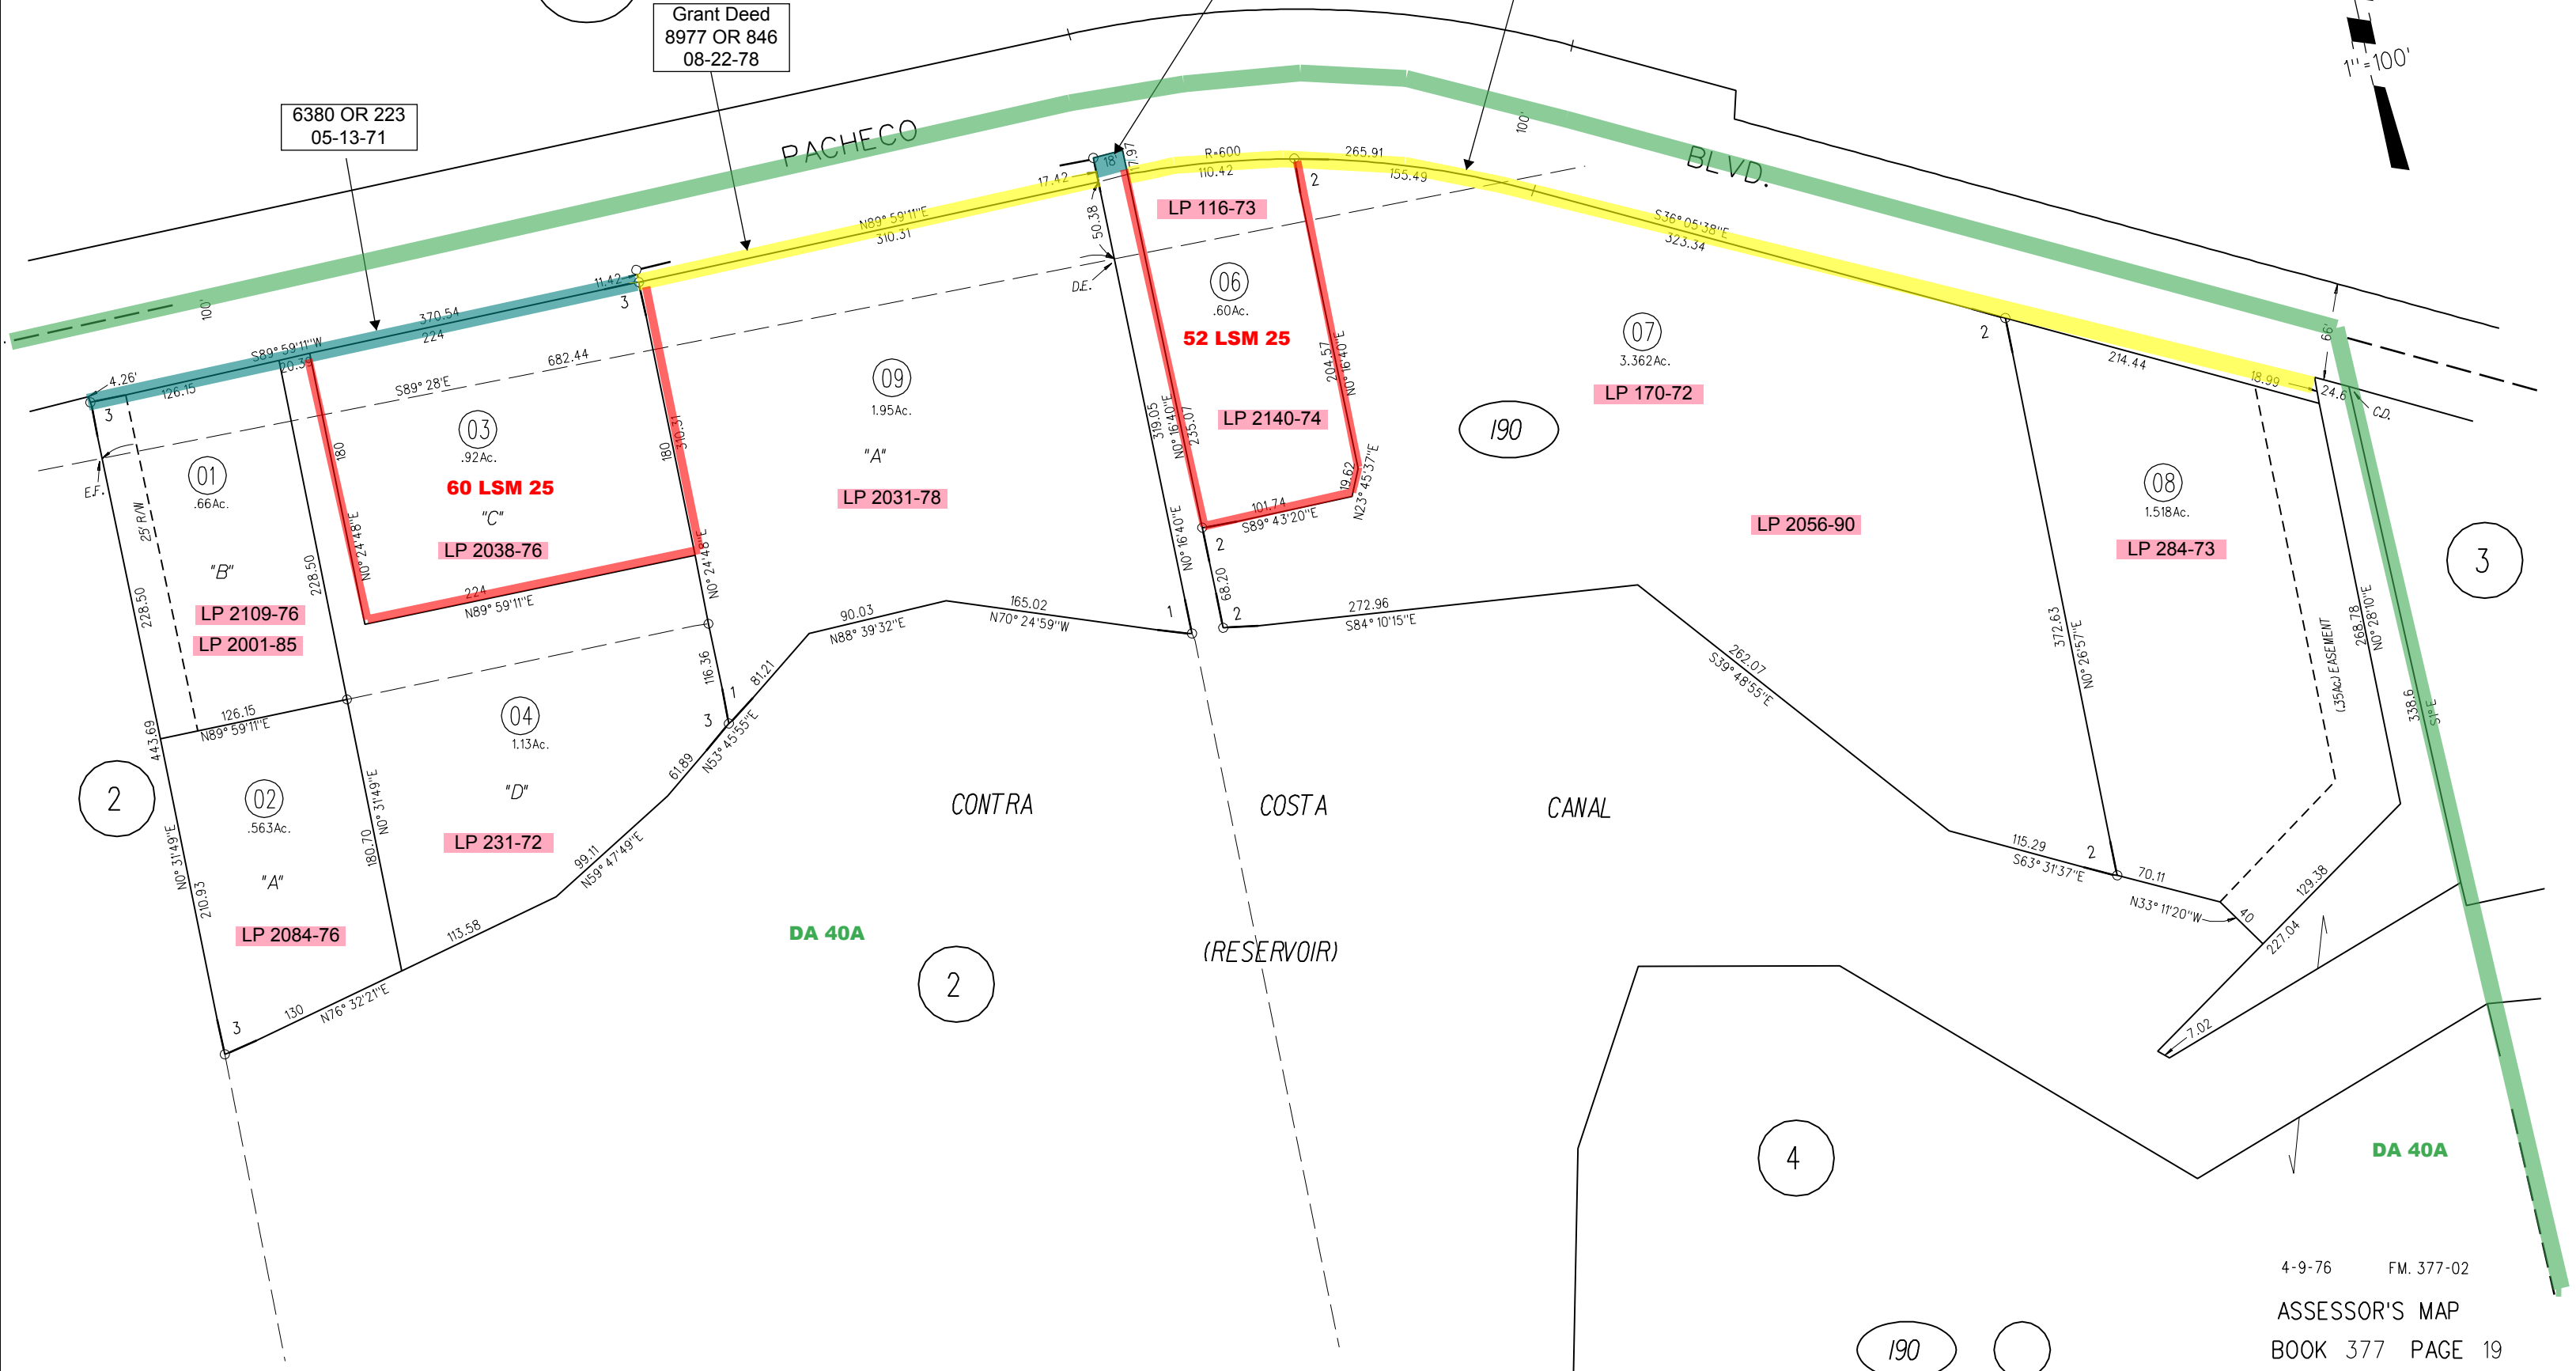 Grant Deed
8977 OR 846
08-22-78
6380 OR 223
05-13-71
1"=100'
PACHECO
BLVD.
100'
100'
66'
18'
17.97
17.42
R=600
110.42
265.91
155.49
2
N89°59'11"E
310.31
S36°05'38"E
323.34
11.42
3
370.54
224
S89°59'11"W
20.39
4.26'
126.15
3
682.44
S89°28'E
50.38
D.E.
E.F.
LP 116-73
06
.60Ac.
52 LSM 25
LP 2140-74
204.57
N0°16'40"E
319.05
N0°16'40"E
235.07
101.74
S89°43'20"E
19.62
N23°45'37"E
N0°16'40"E
2
68.20
2
1
07
3.362Ac.
LP 170-72
190
LP 2056-90
2
214.44
18.99
24.6
C.D.
08
1.518Ac.
LP 284-73
3
372.63
N0°26'57"E
(.35Ac.) EASEMENT
268.78
N0°28'10"E
338.6
S1°E
09
1.95Ac.
"A"
LP 2031-78
03
.92Ac.
60 LSM 25
"C"
LP 2038-76
180
N0°24'48"E
180
310.31
N0°24'48"E
224
N89°59'11"E
01
.66Ac.
25' R/W
"B"
LP 2109-76
LP 2001-85
228.50
228.50
126.15
N89°59'11"E
443.69
2
02
.563Ac.
"A"
LP 2084-76
N0°31'49"E
210.93
N0°31'49"E
180.70
04
1.13Ac.
"D"
LP 231-72
116.36
1
3
81.21
N53°45'55"E
61.89
90.03
N88°39'32"E
165.02
N70°24'59"W
99.11
N59°47'49"E
113.58
130
N76°32'21"E
3
272.96
S84°10'15"E
262.07
S39°48'55"E
115.29
S63°31'37"E
2
70.11
N33°11'20"W
40
129.38
227.04
7.02
CONTRA COSTA CANAL
(RESERVOIR)
DA 40A
2
4
DA 40A
4-9-76 FM. 377-02
ASSESSOR'S MAP
BOOK 377 PAGE 19
190